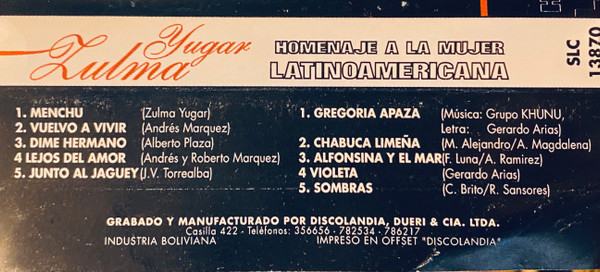 Zulma Yugar
HOMENAJE A LA MUJER
LATINOAMERICANA
SLC
13870
1. MENCHU (Zulma Yugar)
2. VUELVO A VIVIR (Andrés Marquez)
3. DIME HERMANO (Alberto Plaza)
4 LEJOS DEL AMOR (Andrés y Roberto Marquez)
5. JUNTO AL JAGUEY (J.V. Torrealba)
1. GREGORIA APAZA (Música: Grupo KHUNU,
Letra: Gerardo Arias)
2. CHABUCA LIMEÑA (M. Alejandro/A. Magdalena)
3. ALFONSINA Y EL MAR (F. Luna/A. Ramirez)
4 VIOLETA (Gerardo Arias)
5. SOMBRAS (C. Brito/R. Sansores)
GRABADO Y MANUFACTURADO POR DISCOLANDIA, DUERI & CIA. LTDA.
Casilla 422 - Teléfonos: 356656 - 782534 - 786217
INDUSTRIA BOLIVIANA IMPRESO EN OFFSET "DISCOLANDIA"